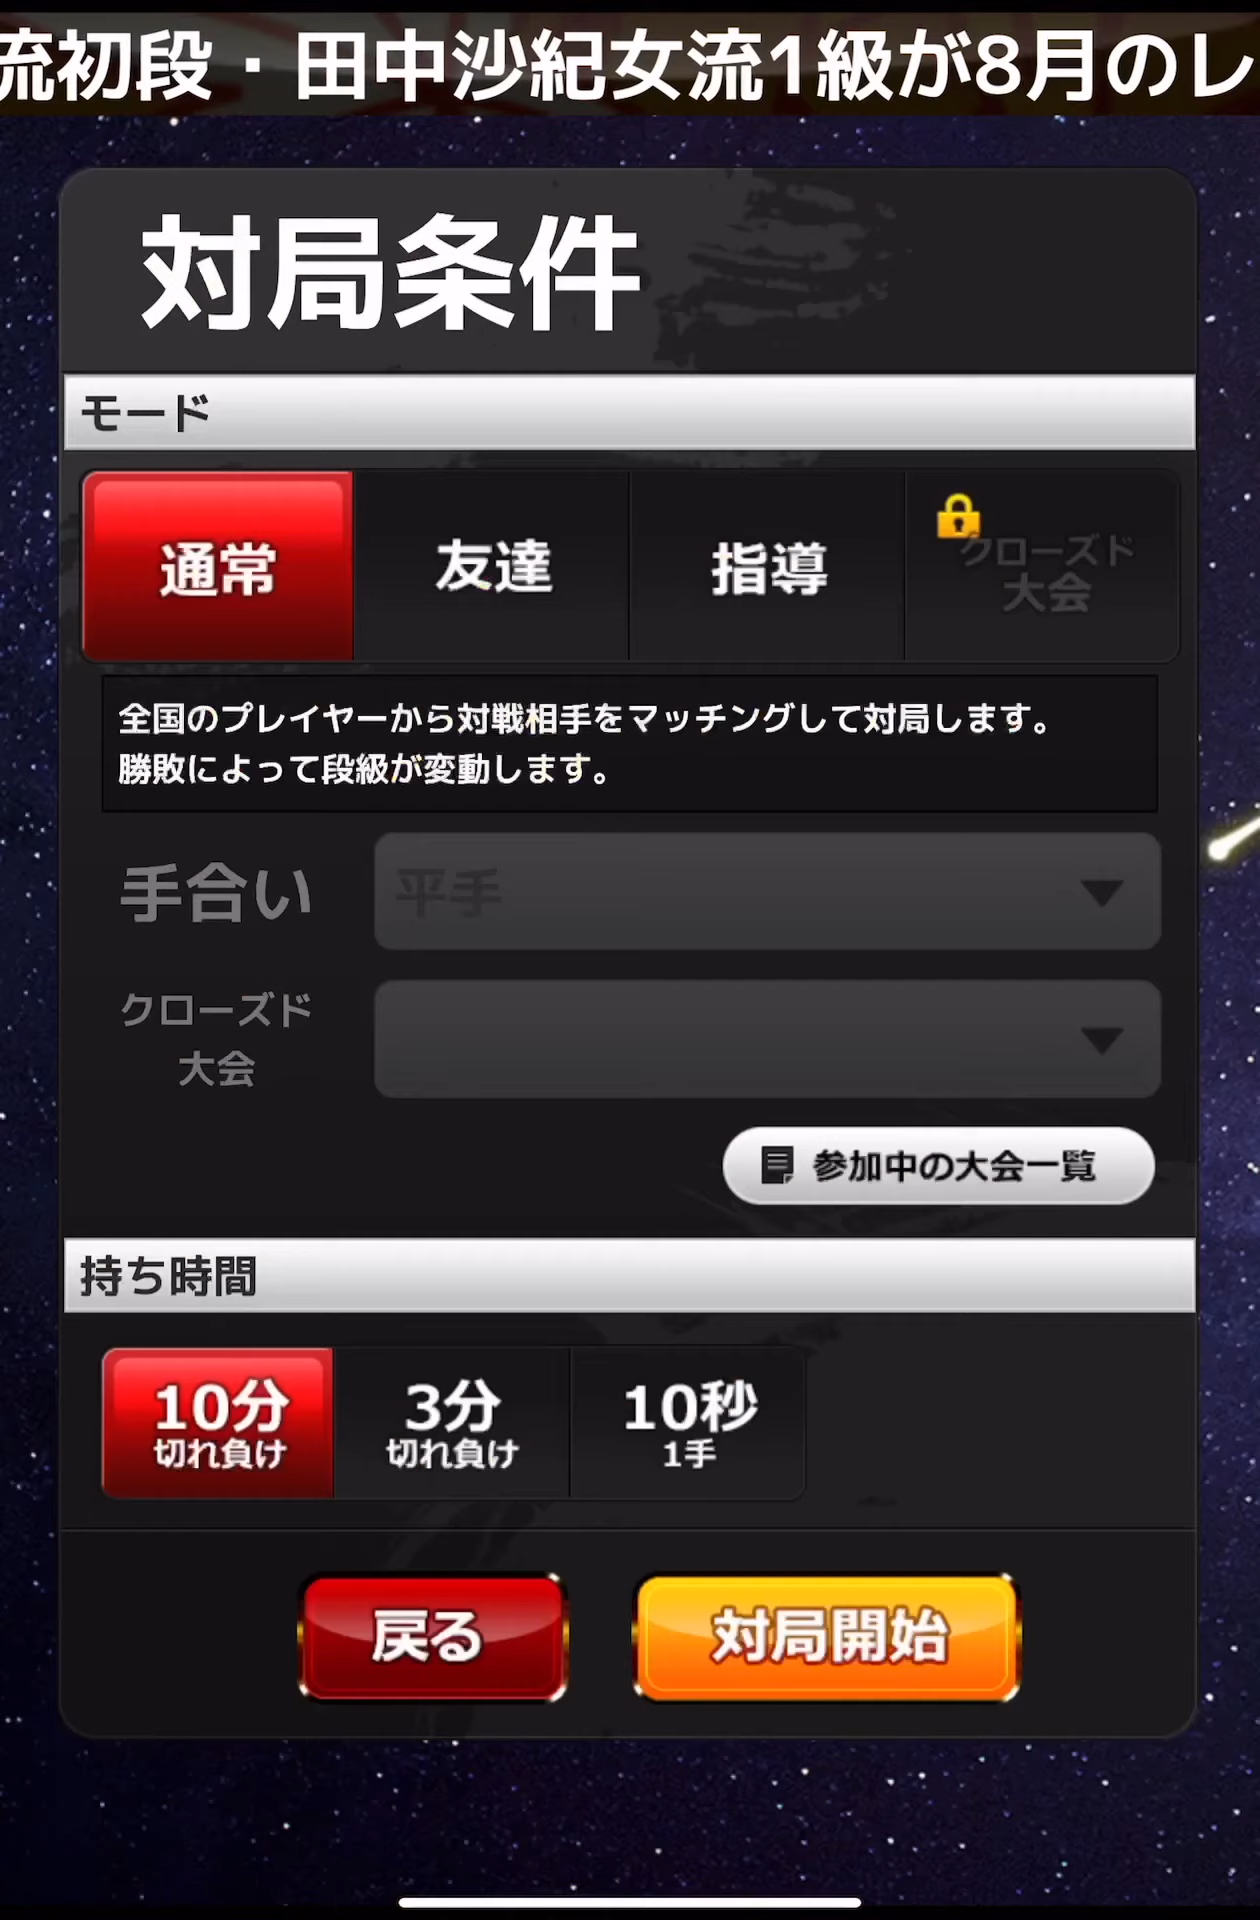 流初段・田中沙紀女流1級が8月のレ
対局条件
モード
通常
友達
指導
クローズド
大会
全国のプレイヤーから対戦相手をマッチングして対局します。
勝敗によって段級が変動します。
手合い
平手
クローズド
大会
参加中の大会一覧
持ち時間
10分
切れ負け
3分
切れ負け
10秒
1手
戻る
対局開始